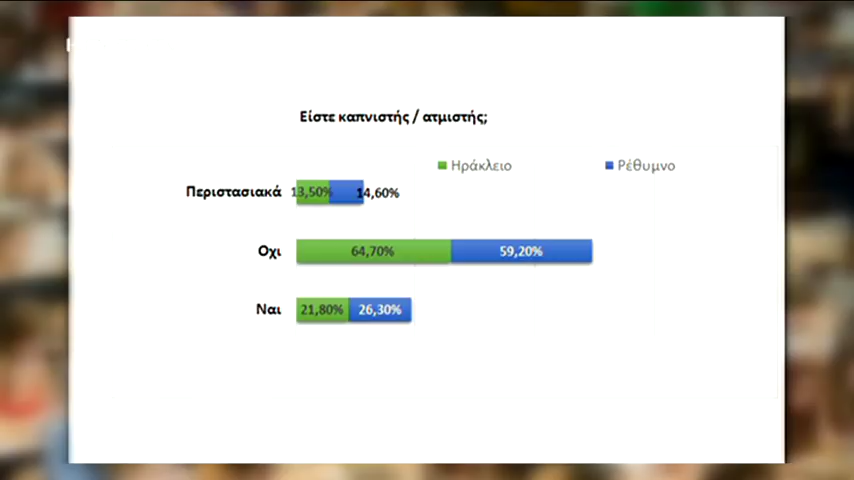 Είστε καπνιστής / ατμιστής;
Ηράκλειο Ρέθυμνο
Περιστασιακά 13,50% 14,60%
Οχι 64,70% 59,20%
Ναι 21,80% 26,30%